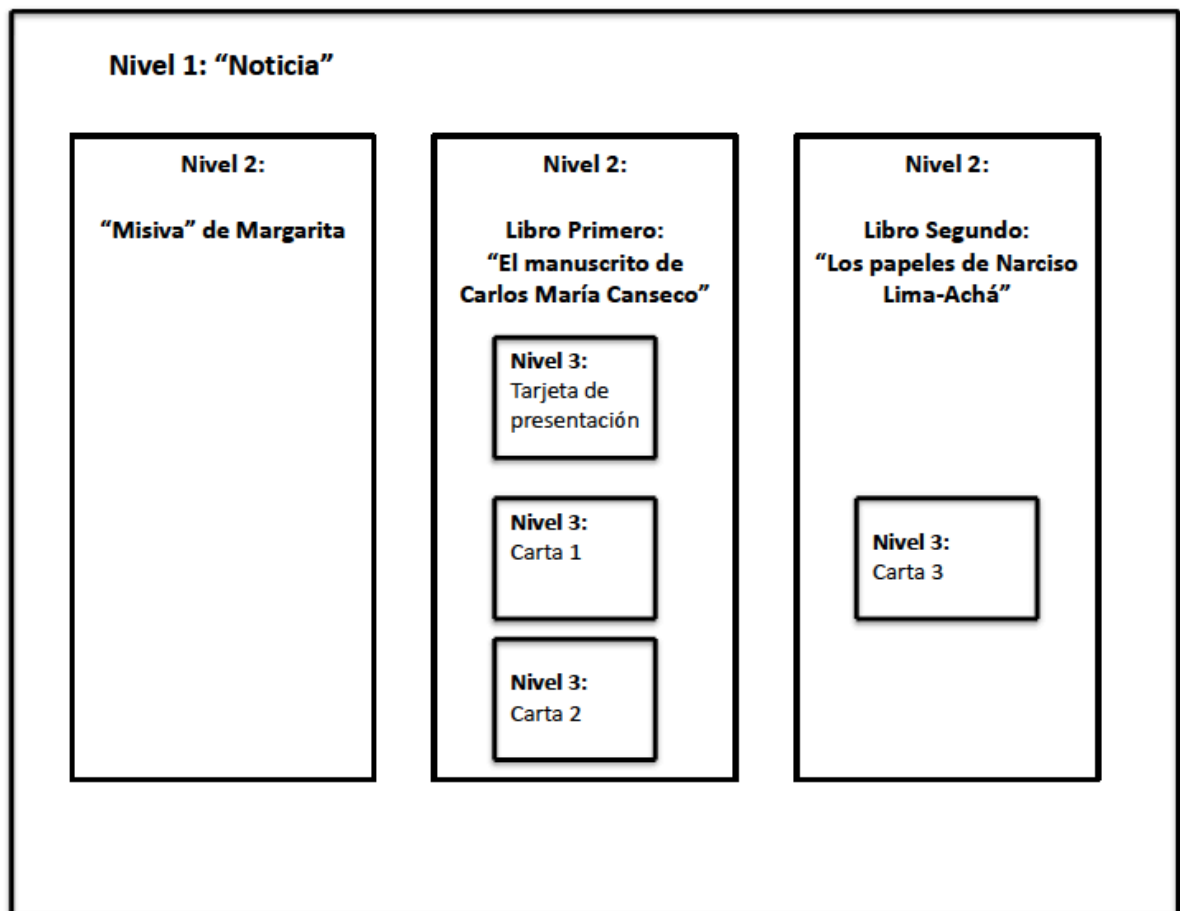 Nivel 1: “Noticia”
Nivel 2:
“Misiva” de Margarita
Nivel 2:
Libro Primero:
“El manuscrito de
Carlos María Canseco”
Nivel 3:
Tarjeta de
presentación
Nivel 3:
Carta 1
Nivel 3:
Carta 2
Nivel 2:
Libro Segundo:
“Los papeles de Narciso
Lima-Achá”
Nivel 3:
Carta 3